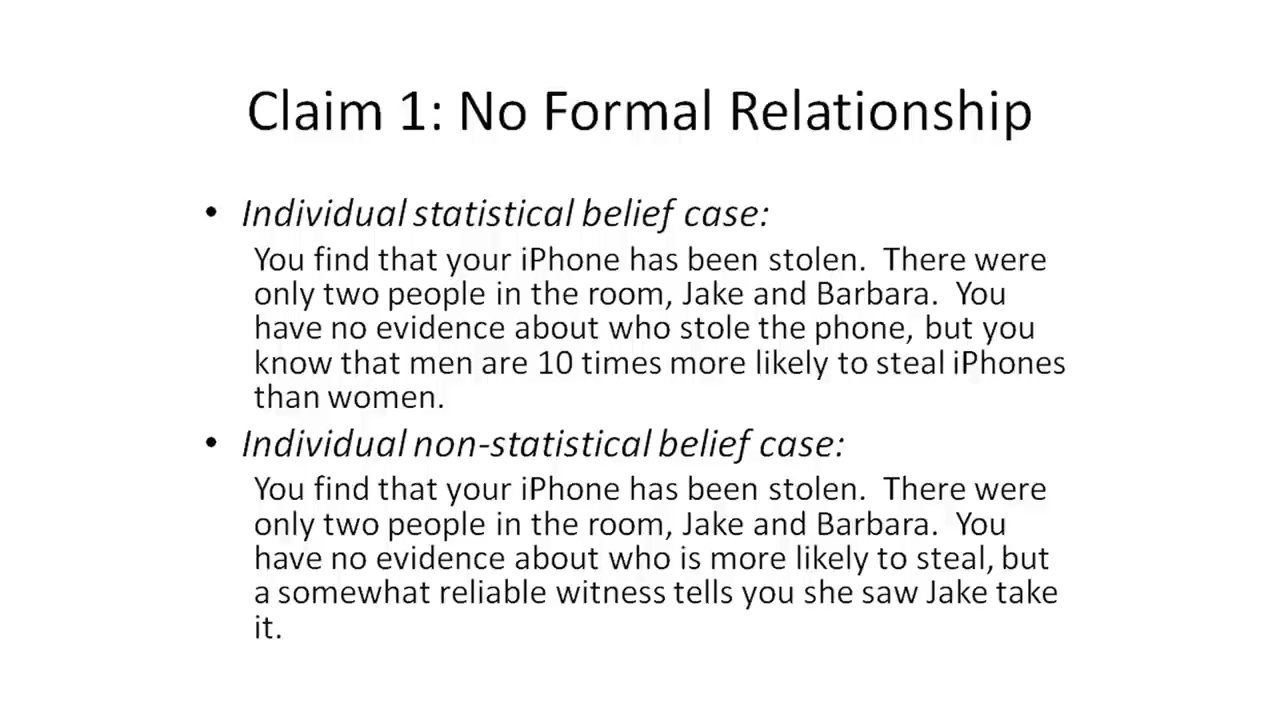 Claim 1: No Formal Relationship
• Individual statistical belief case:
You find that your iPhone has been stolen.  There were
only two people in the room, Jake and Barbara.  You
have no evidence about who stole the phone, but you
know that men are 10 times more likely to steal iPhones
than women.
• Individual non-statistical belief case:
You find that your iPhone has been stolen.  There were
only two people in the room, Jake and Barbara.  You
have no evidence about who is more likely to steal, but
a somewhat reliable witness tells you she saw Jake take
it.